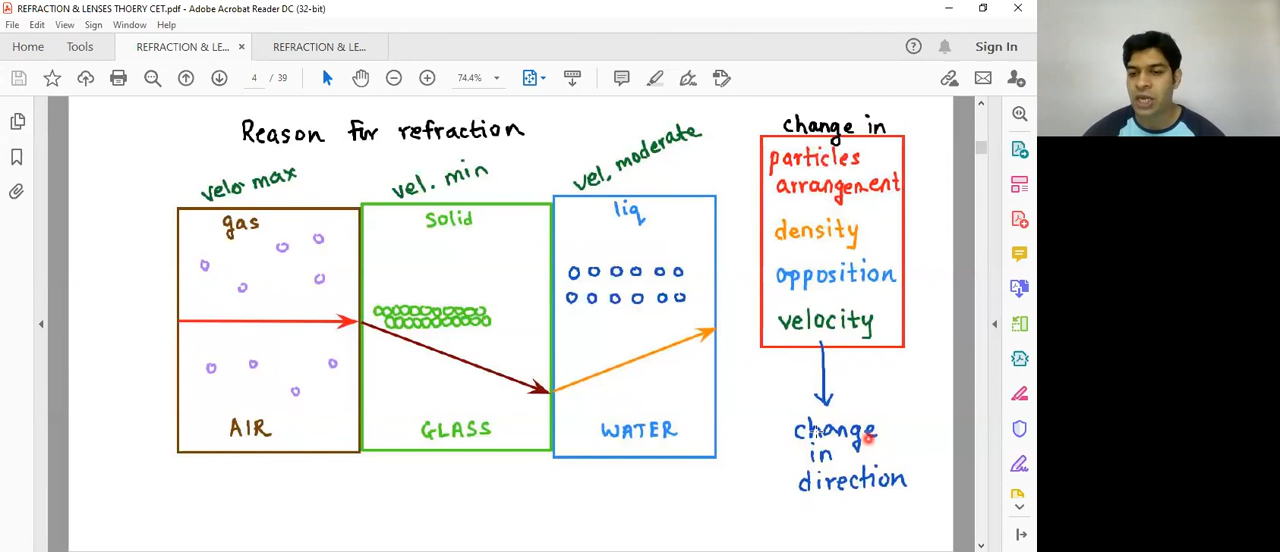 REFRACTION & LENSES THOERY CET.pdf - Adobe Acrobat Reader DC (32-bit)
File Edit View Sign Window Help
Home Tools REFRACTION & LE... × REFRACTION & LE... Sign In
4 / 39 74.4%
Reason for refraction
change in
velo max
vel. min
vel, moderate
gas
solid
liq
particles
arrangement
density
opposition
velocity
AIR
GLASS
WATER
change
in
direction